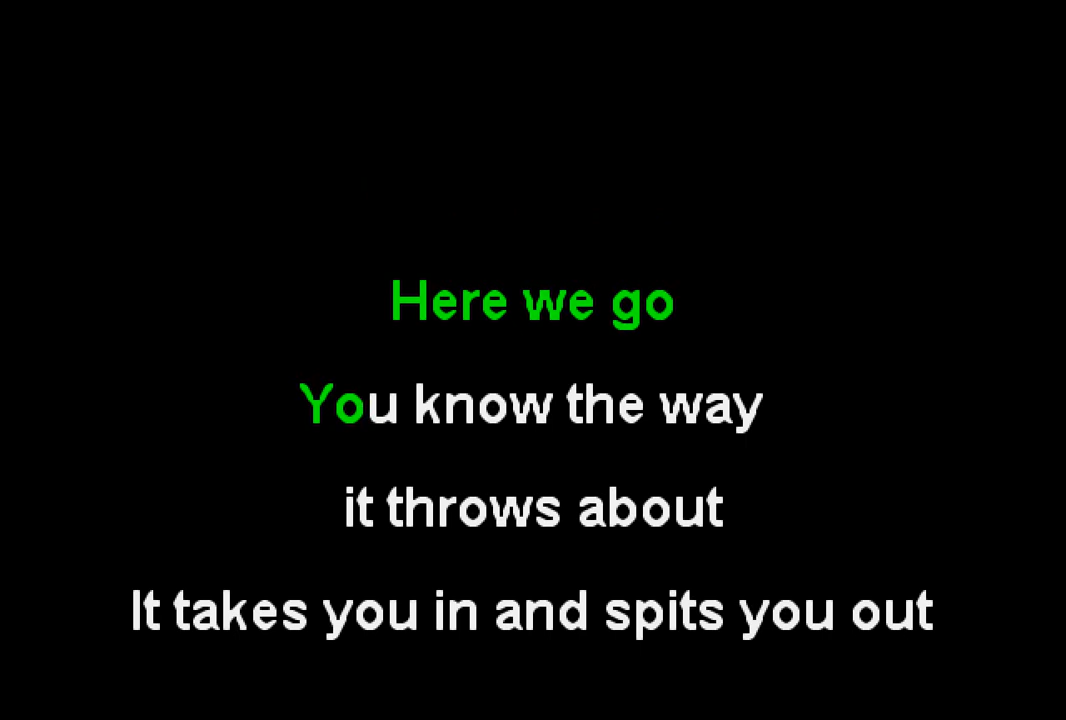 Here we go
You know the way
it throws about
It takes you in and spits you out